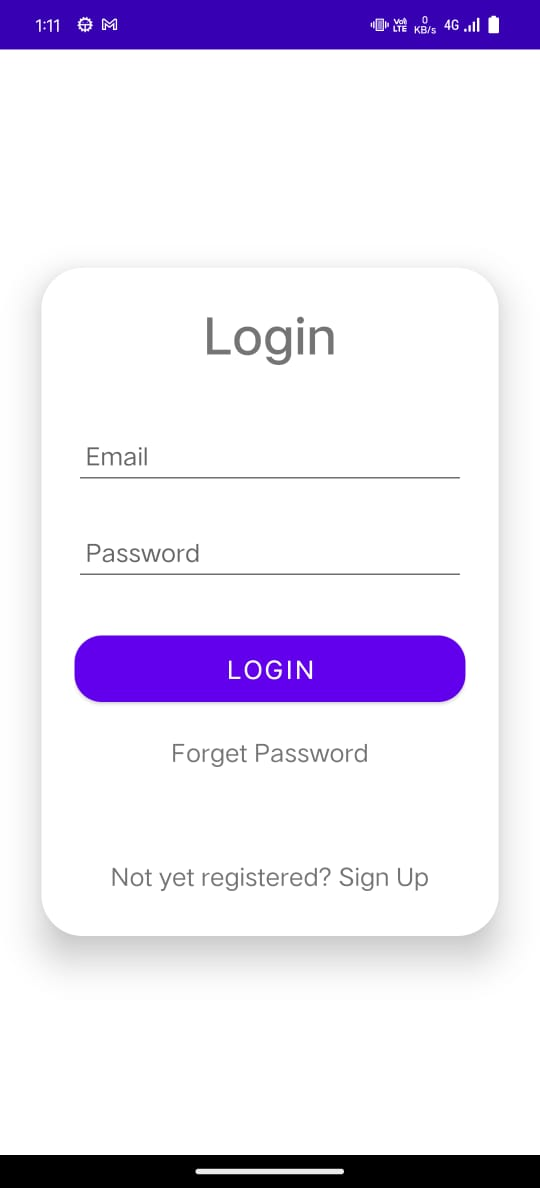 1:11 Vo) LTE 0 KB/s 4G
Login
Email
Password
LOGIN
Forget Password
Not yet registered? Sign Up